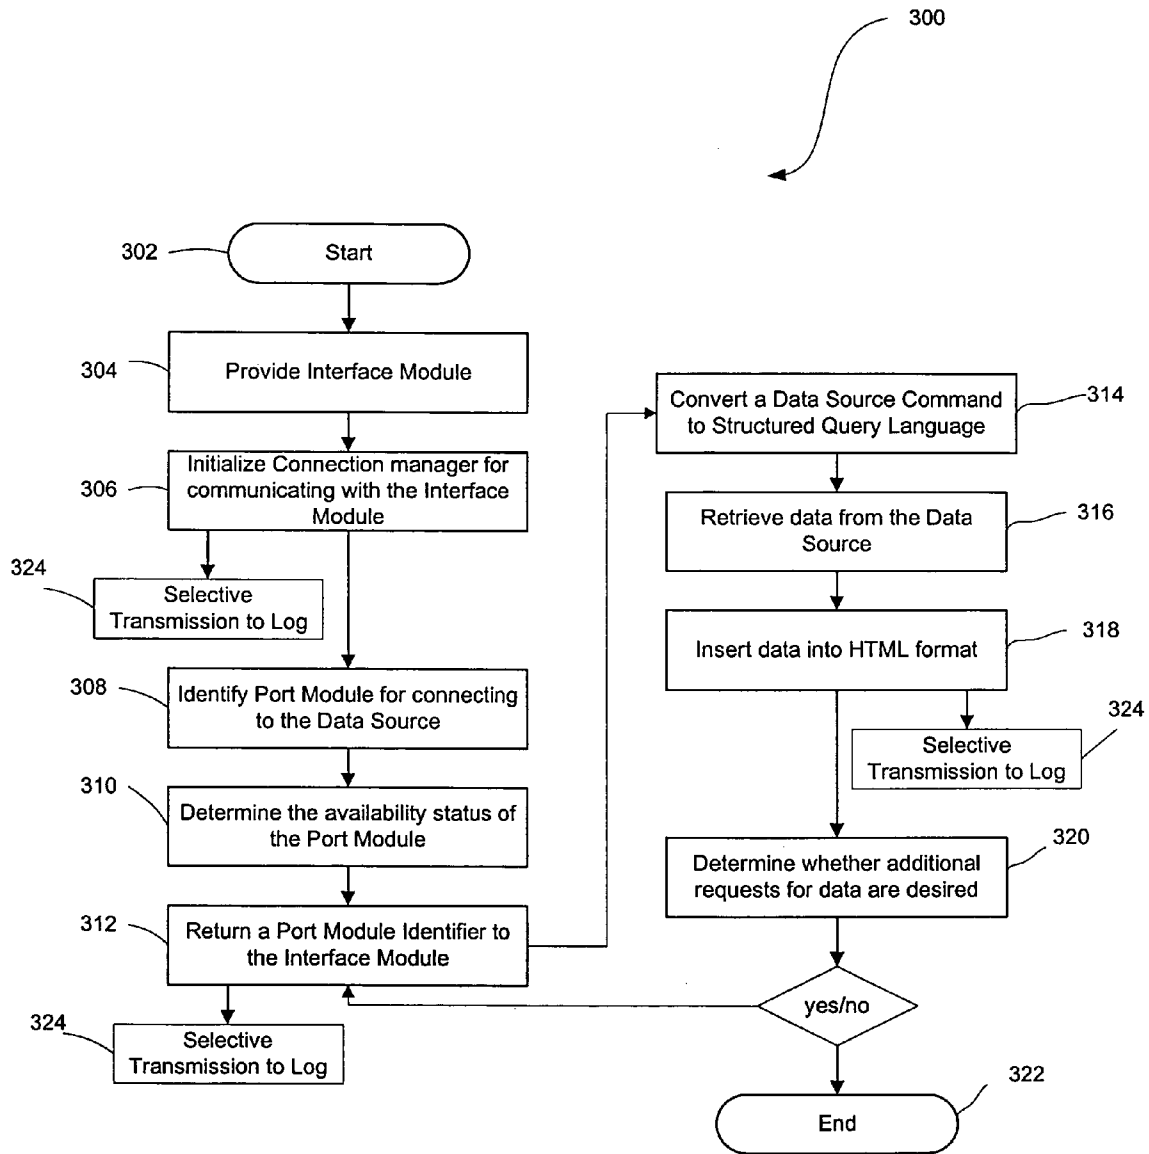 300
302
Start
304
Provide Interface Module
306
Initialize Connection manager for
communicating with the Interface
Module
324
Selective
Transmission to Log
308
Identify Port Module for connecting
to the Data Source
310
Determine the availability status of
the Port Module
312
Return a Port Module Identifier to
the Interface Module
324
Selective
Transmission to Log
Convert a Data Source Command
to Structured Query Language
314
Retrieve data from the Data
Source
316
Insert data into HTML format
318
324
Selective
Transmission to Log
Determine whether additional
requests for data are desired
320
yes/no
322
End